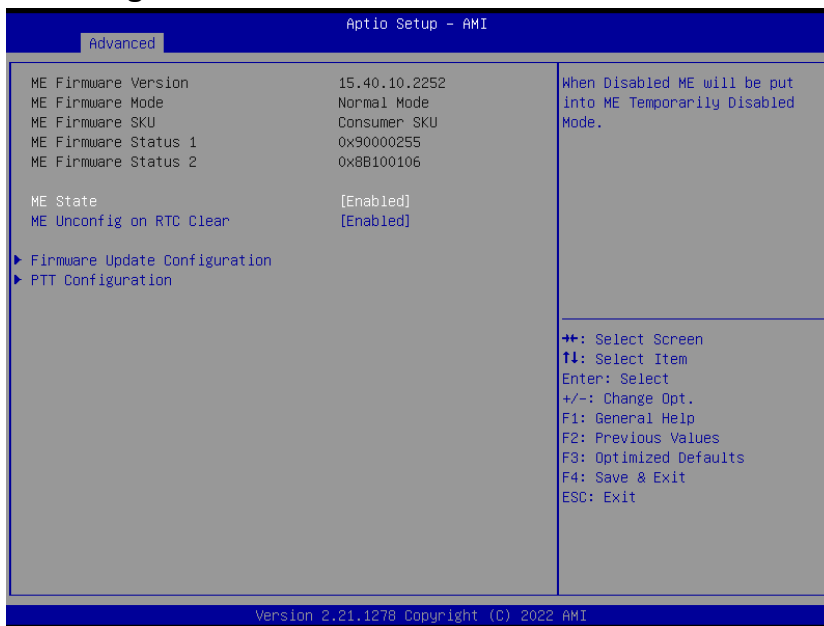 Aptio Setup – AMI
Advanced
ME Firmware Version 15.40.10.2252
ME Firmware Mode Normal Mode
ME Firmware SKU Consumer SKU
ME Firmware Status 1 0x90000255
ME Firmware Status 2 0x8B100106
ME State [Enabled]
ME Unconfig on RTC Clear [Enabled]
Firmware Update Configuration
PTT Configuration
When Disabled ME will be put
into ME Temporarily Disabled
Mode.
→←: Select Screen
↑↓: Select Item
Enter: Select
+/-: Change Opt.
F1: General Help
F2: Previous Values
F3: Optimized Defaults
F4: Save & Exit
ESC: Exit
Version 2.21.1278 Copyright (C) 2022 AMI